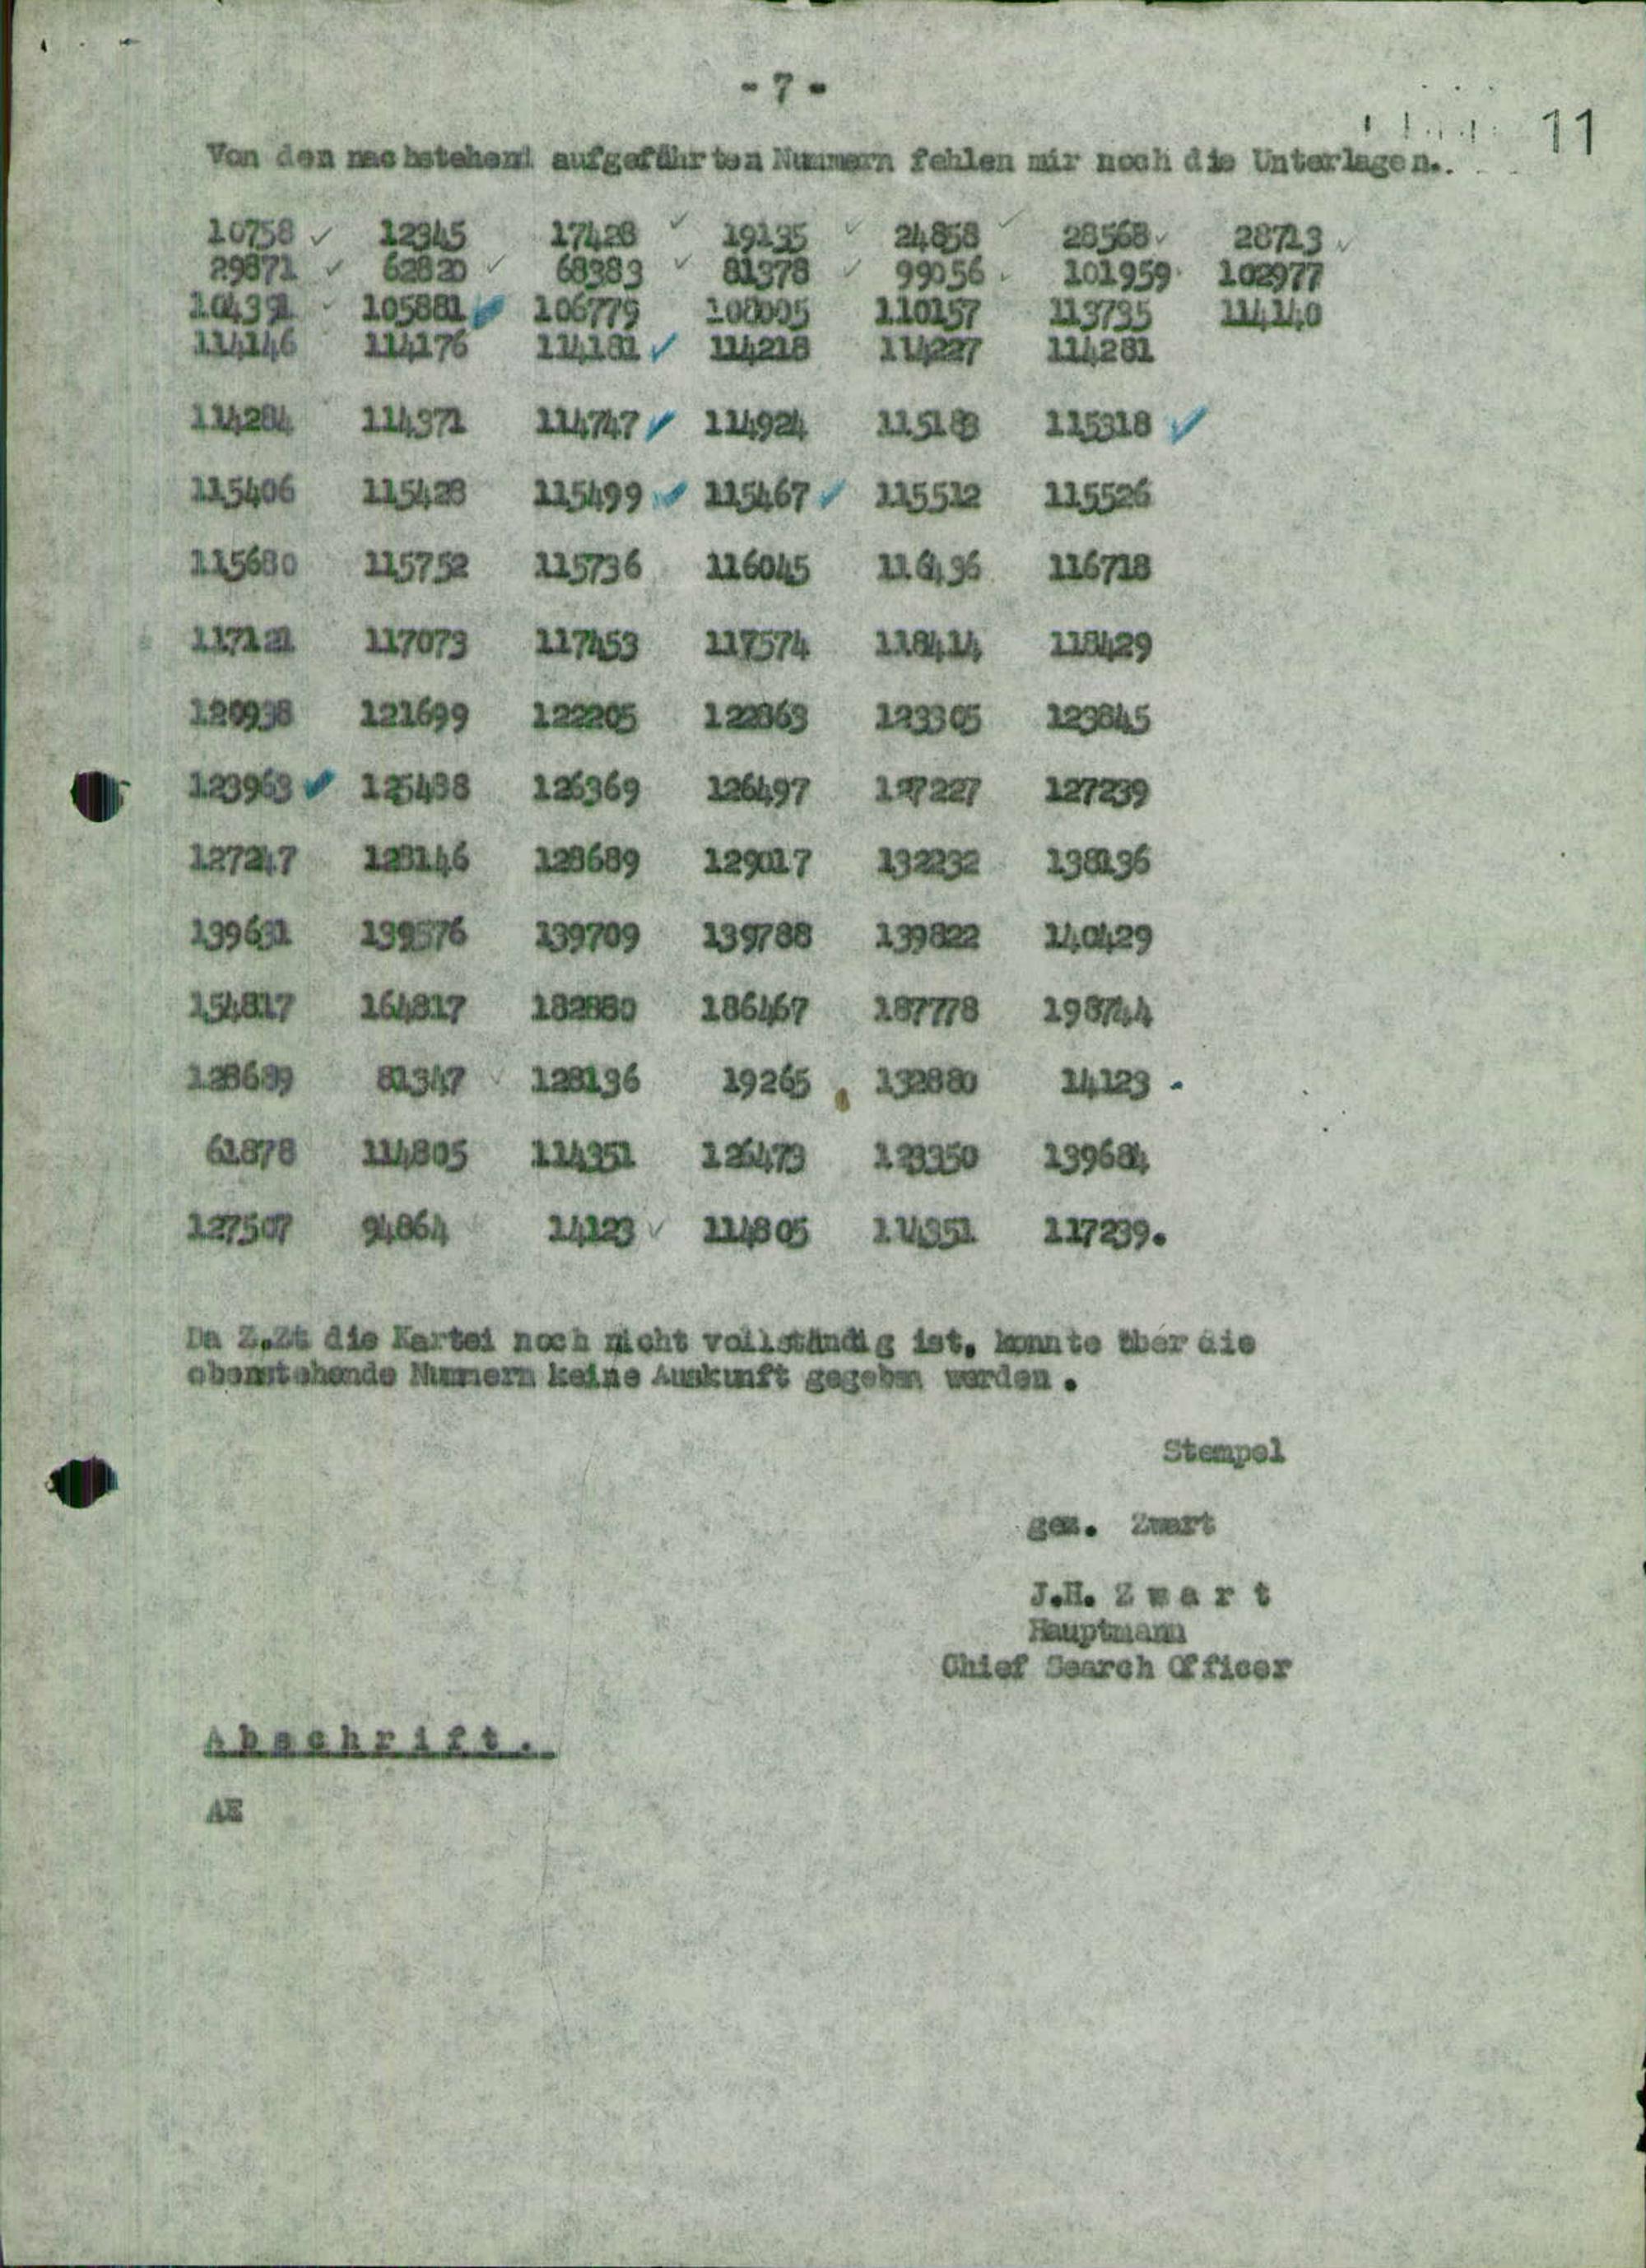 - 7 -
11
Von den nachstehend aufgeführten Nummern fehlen mir noch die Unterlagen..
10758 12345 17428 19135 24858 28568 28713
29871 62820 68383 81378 99056 101959 102977
10439 105881 106779 110157 113735 114140
114146 114176 114181 114218 114227 114281
114284 114371 114747 114924 115318
115406 115428 115499 115467 115512 115526
115680 115752 115736 116045 116718
117121 117073 117453 117574 118414 118429
120938 121699 122205 122863 123305 123845
123963 125438 126369 126497 127227 127239
127247 128146 128689 129017 132232 138136
139631 139576 139709 139788 139822 140429
154817 164817 182880 186467 187778 198744
128689 81347 128136 19265 132880 14123
61878 114805 114351 126473 123350 139684
127507 94864 14123 114805 114351 117239.
Da Z.Zt die Kartei noch nicht vollständig ist, konnte über die
obenstehende Nummern keine Auskunft gegeben werden.
Stempel
gez. Zwart
J.H. Z w a r t
Hauptmann
Chief Search Officer
A b s c h r i f t .
AE